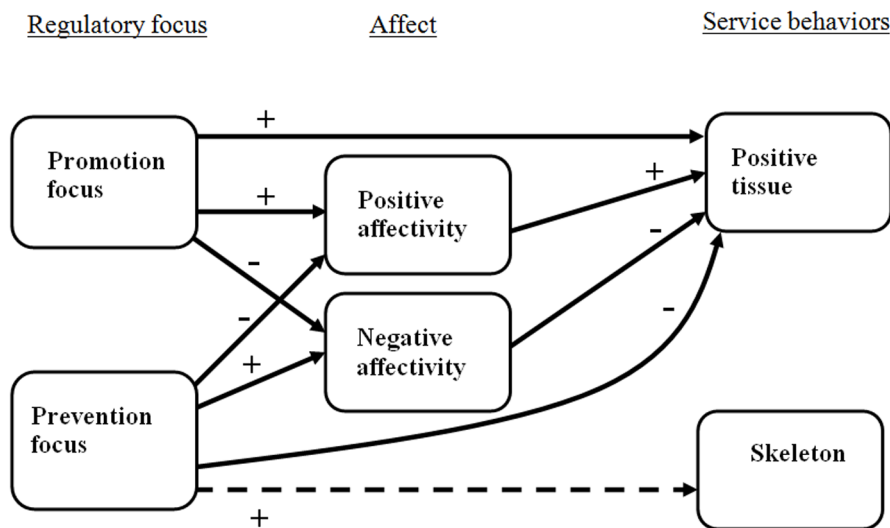 Regulatory focus
Affect
Service behaviors
+
Promotion
focus
+
-
Positive
affectivity
+
Positive
tissue
-
-
+
Negative
affectivity
-
Prevention
focus
Skeleton
+